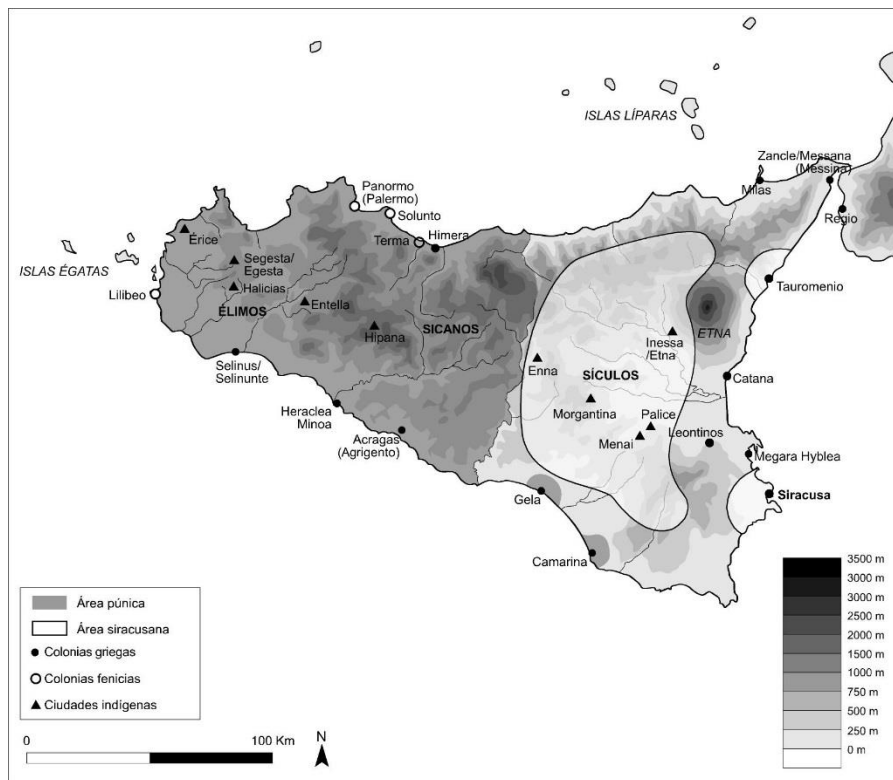 ISLAS LÍPARAS
Zancle/Messana
(Messina)
Milas
Regio
Panormo
(Palermo)
Solunto
Terma
Himera
Érice
Segesta/
Egesta
ISLAS ÉGATAS
Halicias
Lilibeo
ÉLIMOS
Entella
Tauromenio
Hipana
SICANOS
ETNA
Inessa
/Etna
Enna
SÍCULOS
Selinus/
Selinunte
Catana
Morgantina
Heraclea
Minoa
Palice
Menai
Leontinos
Acragas
(Agrigento)
Megara Hyblea
Gela
Siracusa
Camarina
Área púnica
Área siracusana
Colonias griegas
Colonias fenicias
Ciudades indígenas
0 100 Km
N
3500 m
3000 m
3000 m
2500 m
2000 m
1500 m
1000 m
750 m
500 m
250 m
0 m